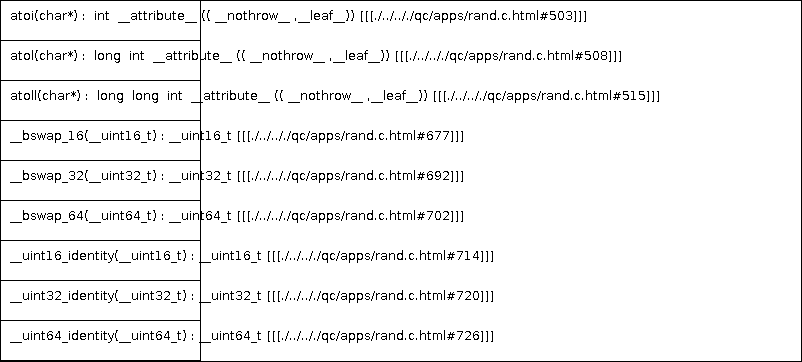 atoi(char*) : int __attribute__ (( __nothrow__ ,__leaf__)) [[[./../.././qc/apps/rand.c.html#503]]]
atol(char*) : long int __attribute__ (( __nothrow__ ,__leaf__)) [[[./../.././qc/apps/rand.c.html#508]]]
atoll(char*) : long long int __attribute__ (( __nothrow__ ,__leaf__)) [[[./../.././qc/apps/rand.c.html#515]]]
__bswap_16(__uint16_t) : __uint16_t [[[./../.././qc/apps/rand.c.html#677]]]
__bswap_32(__uint32_t) : __uint32_t [[[./../.././qc/apps/rand.c.html#692]]]
__bswap_64(__uint64_t) : __uint64_t [[[./../.././qc/apps/rand.c.html#702]]]
__uint16_identity(__uint16_t) : __uint16_t [[[./../.././qc/apps/rand.c.html#714]]]
__uint32_identity(__uint32_t) : __uint32_t [[[./../.././qc/apps/rand.c.html#720]]]
__uint64_identity(__uint64_t) : __uint64_t [[[./../.././qc/apps/rand.c.html#726]]]